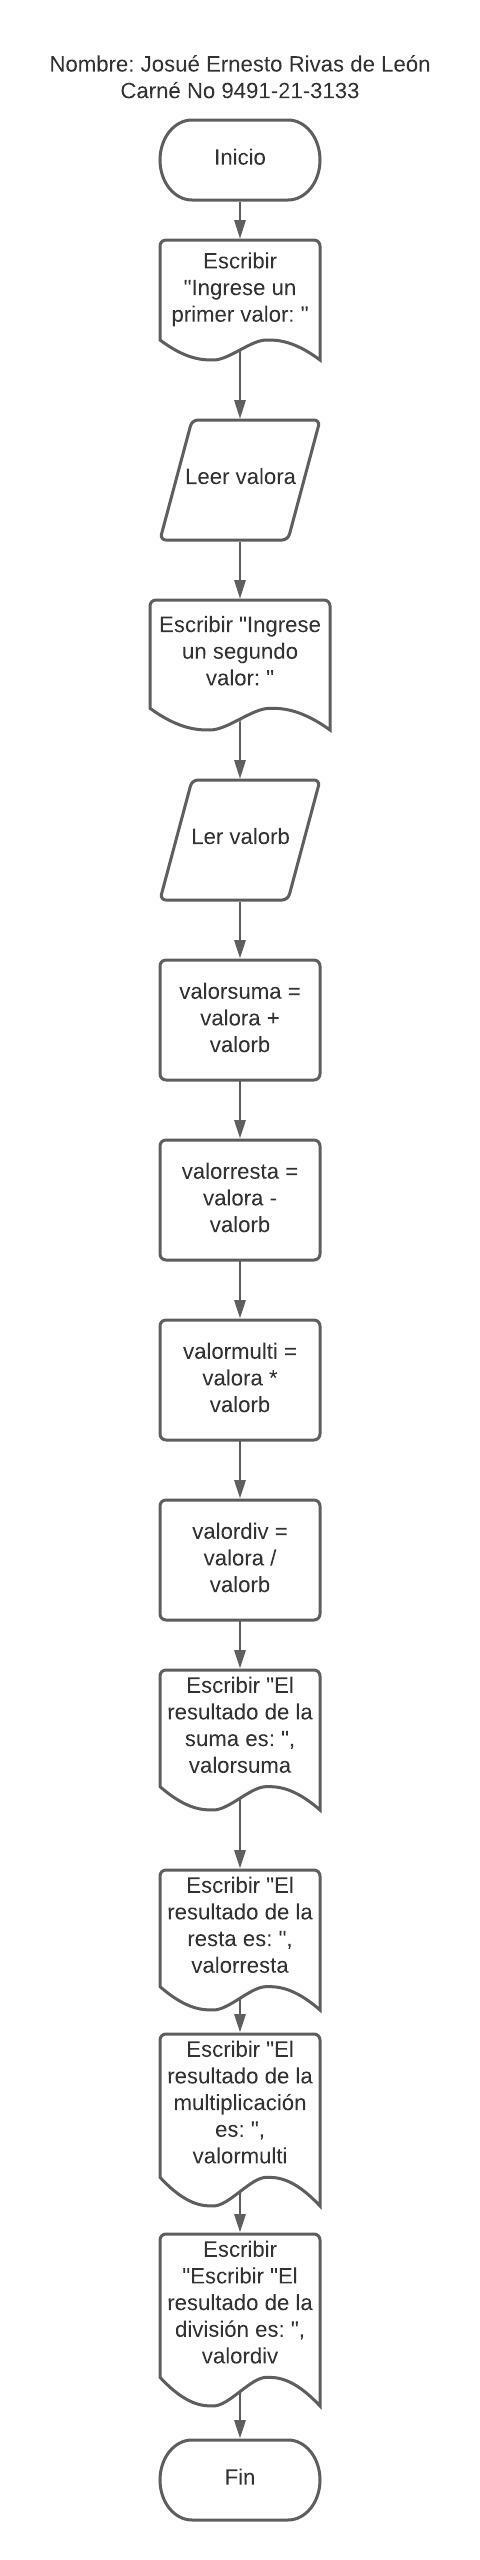 Nombre: Josué Ernesto Rivas de León
Carné No 9491-21-3133
Inicio
Escribir
"Ingrese un
primer valor: "
Leer valora
Escribir "Ingrese
un segundo
valor: "
Ler valorb
valorsuma =
valora +
valorb
valorresta =
valora -
valorb
valormulti =
valora *
valorb
valordiv =
valora /
valorb
Escribir "El
resultado de la
suma es: ",
valorsuma
Escribir "El
resultado de la
resta es: ",
valorresta
Escribir "El
resultado de la
multiplicación
es: ",
valormulti
Escribir
"Escribir "El
resultado de la
división es: ",
valordiv
Fin